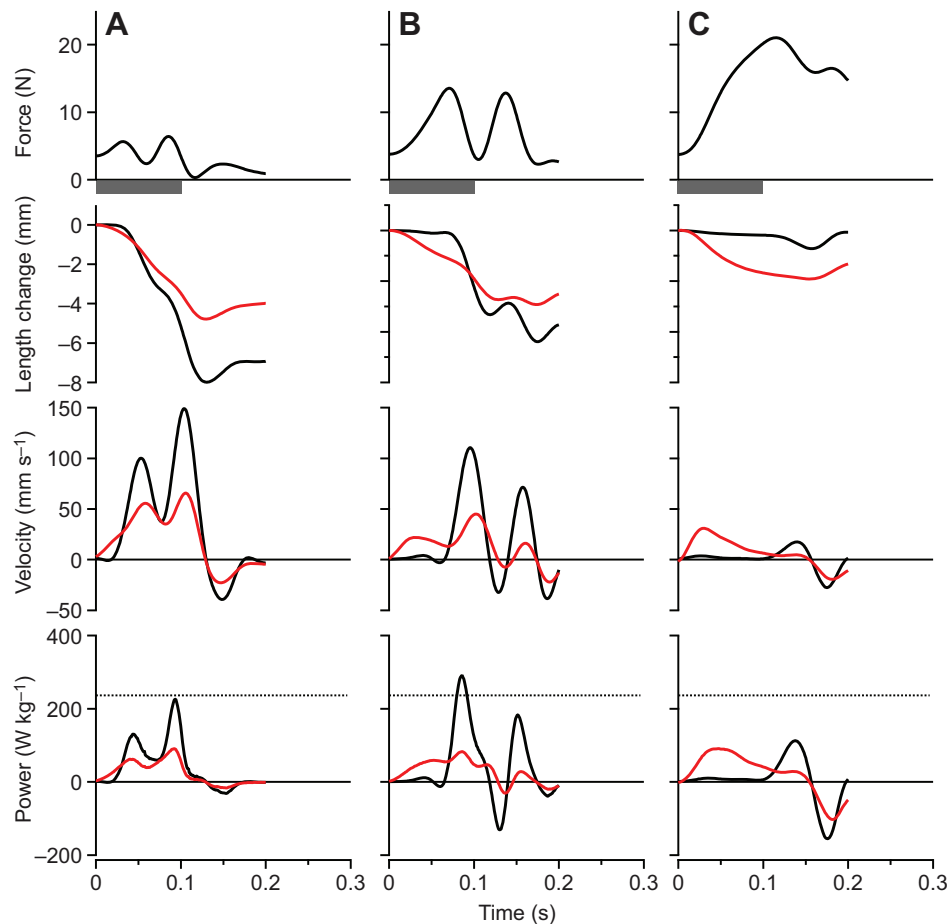 A B C
Force (N)
20
10
0
Length change (mm)
0
–2
–4
–6
–8
Velocity (mm s–1)
150
100
50
0
–50
Power (W kg–1)
400
200
0
–200
0 0.1 0.2 0.3 0 0.1 0.2 0.3 0 0.1 0.2 0.3
Time (s)